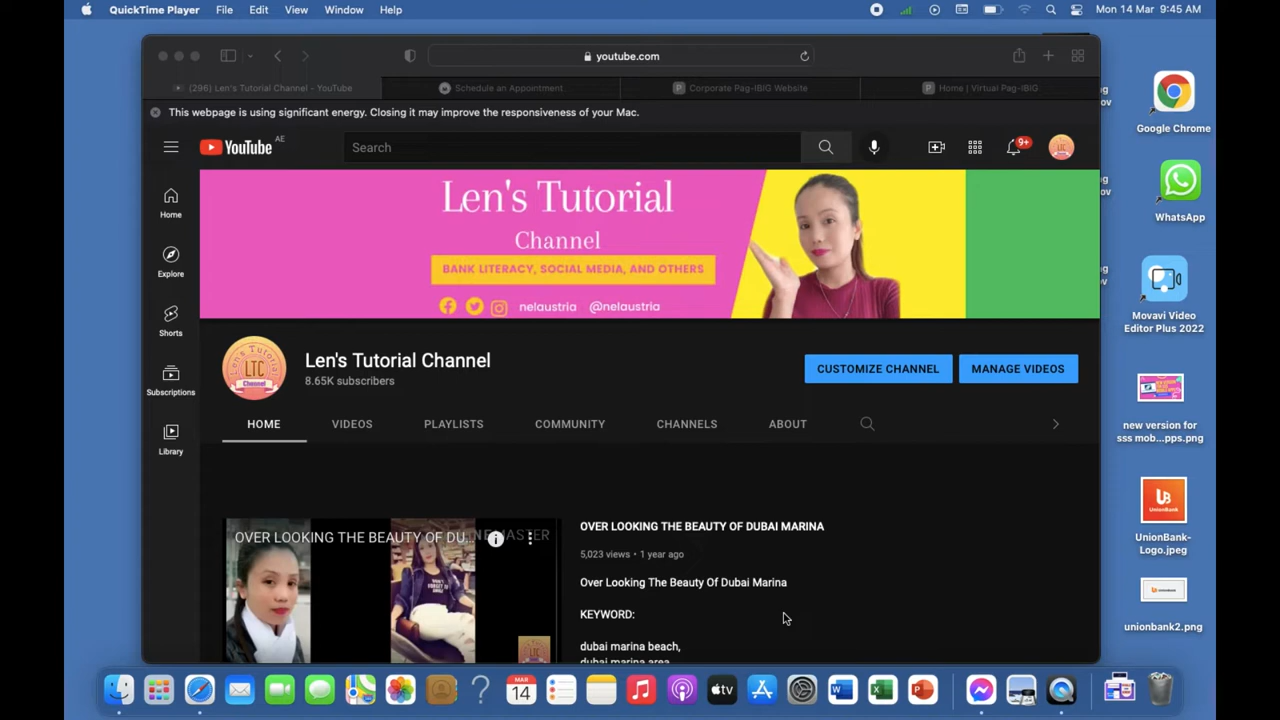 QuickTime Player File Edit View Window Help
Mon 14 Mar 9:45 AM
youtube.com
(296) Len's Tutorial Channel - YouTube
Schedule an Appointment
Corporate Pag-IBIG Website
Home | Virtual Pag-IBIG
This webpage is using significant energy. Closing it may improve the responsiveness of your Mac.
YouTube AE
Search
9+
Home
Explore
Shorts
Subscriptions
Library
Len's Tutorial
Channel
BANK LITERACY, SOCIAL MEDIA, AND OTHERS
nelaustria @nelaustria
LTC
Len's Tutorial Channel
8.65K subscribers
CUSTOMIZE CHANNEL
MANAGE VIDEOS
HOME VIDEOS PLAYLISTS COMMUNITY CHANNELS ABOUT
OVER LOOKING THE BEAUTY OF DU...
OVER LOOKING THE BEAUTY OF DUBAI MARINA
5,023 views • 1 year ago
Over Looking The Beauty Of Dubai Marina
KEYWORD:
dubai marina beach,
dubai marina area
Google Chrome
WhatsApp
Movavi Video
Editor Plus 2022
new version for
sss mob...pps.png
UnionBank-
Logo.jpeg
unionbank2.png
MAR
14
tv